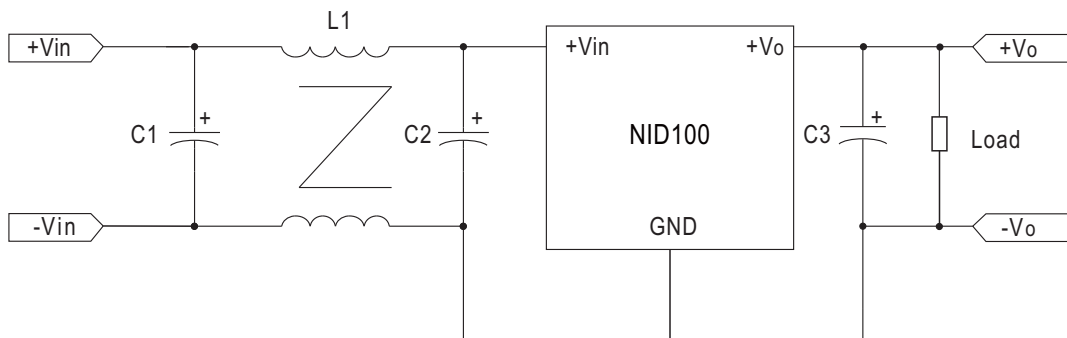 L1
+Vin
+Vin
+Vo
+Vo
C1
+
C2
+
NID100
C3
+
Load
-Vin
GND
-Vo